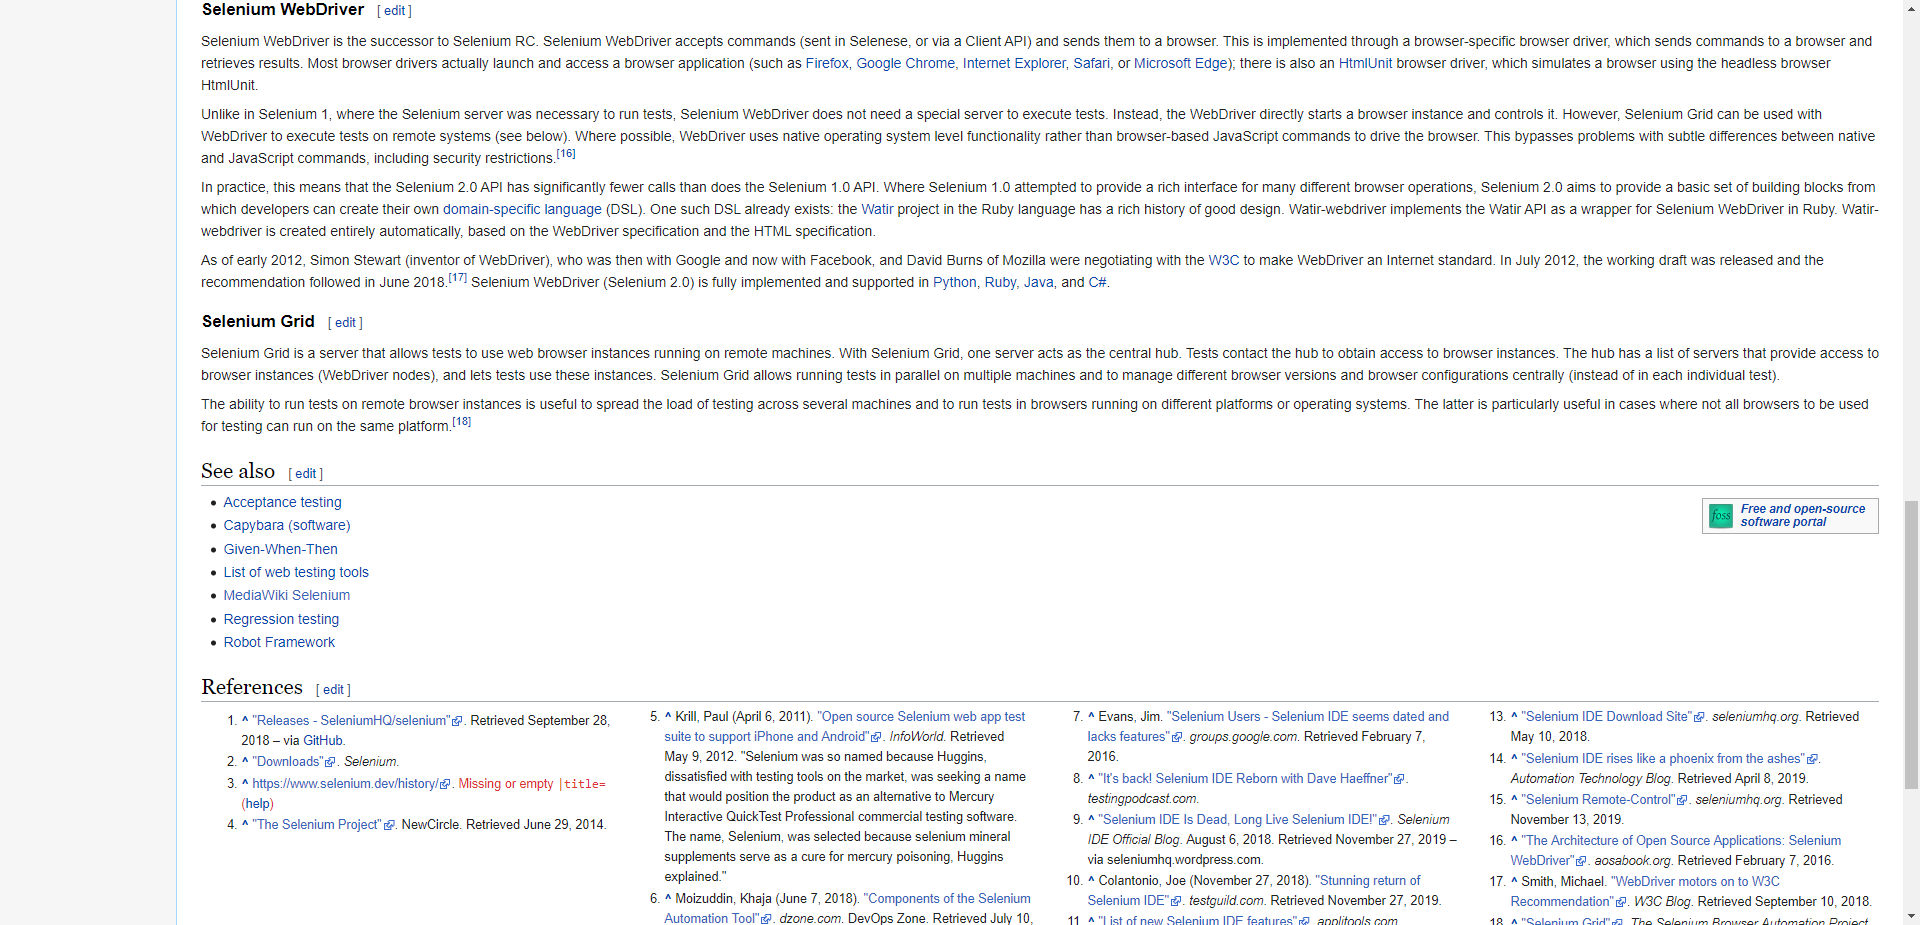 Selenium WebDriver [ edit ]
Selenium WebDriver is the successor to Selenium RC. Selenium WebDriver accepts commands (sent in Selenese, or via a Client API) and sends them to a browser. This is implemented through a browser-specific browser driver, which sends commands to a browser and
retrieves results. Most browser drivers actually launch and access a browser application (such as Firefox, Google Chrome, Internet Explorer, Safari, or Microsoft Edge); there is also an HtmlUnit browser driver, which simulates a browser using the headless browser
HtmlUnit.
Unlike in Selenium 1, where the Selenium server was necessary to run tests, Selenium WebDriver does not need a special server to execute tests. Instead, the WebDriver directly starts a browser instance and controls it. However, Selenium Grid can be used with
WebDriver to execute tests on remote systems (see below). Where possible, WebDriver uses native operating system level functionality rather than browser-based JavaScript commands to drive the browser. This bypasses problems with subtle differences between native
and JavaScript commands, including security restrictions.[16]
In practice, this means that the Selenium 2.0 API has significantly fewer calls than does the Selenium 1.0 API. Where Selenium 1.0 attempted to provide a rich interface for many different browser operations, Selenium 2.0 aims to provide a basic set of building blocks from
which developers can create their own domain-specific language (DSL). One such DSL already exists: the Watir project in the Ruby language has a rich history of good design. Watir-webdriver implements the Watir API as a wrapper for Selenium WebDriver in Ruby. Watir-
webdriver is created entirely automatically, based on the WebDriver specification and the HTML specification.
As of early 2012, Simon Stewart (inventor of WebDriver), who was then with Google and now with Facebook, and David Burns of Mozilla were negotiating with the W3C to make WebDriver an Internet standard. In July 2012, the working draft was released and the
recommendation followed in June 2018.[17] Selenium WebDriver (Selenium 2.0) is fully implemented and supported in Python, Ruby, Java, and C#.
Selenium Grid [ edit ]
Selenium Grid is a server that allows tests to use web browser instances running on remote machines. With Selenium Grid, one server acts as the central hub. Tests contact the hub to obtain access to browser instances. The hub has a list of servers that provide access to
browser instances (WebDriver nodes), and lets tests use these instances. Selenium Grid allows running tests in parallel on multiple machines and to manage different browser versions and browser configurations centrally (instead of in each individual test).
The ability to run tests on remote browser instances is useful to spread the load of testing across several machines and to run tests in browsers running on different platforms or operating systems. The latter is particularly useful in cases where not all browsers to be used
for testing can run on the same platform.[18]
See also [ edit ]
• Acceptance testing
• Capybara (software)
• Given-When-Then
• List of web testing tools
• MediaWiki Selenium
• Regression testing
• Robot Framework
foss
Free and open-source
software portal
References [ edit ]
1. ^ "Releases - SeleniumHQ/selenium". Retrieved September 28,
2018 – via GitHub.
2. ^ "Downloads". Selenium.
3. ^ https://www.selenium.dev/history/. Missing or empty |title=
(help)
4. ^ "The Selenium Project". NewCircle. Retrieved June 29, 2014.
5. ^ Krill, Paul (April 6, 2011). "Open source Selenium web app test
suite to support iPhone and Android". InfoWorld. Retrieved
May 9, 2012. "Selenium was so named because Huggins,
dissatisfied with testing tools on the market, was seeking a name
that would position the product as an alternative to Mercury
Interactive QuickTest Professional commercial testing software.
The name, Selenium, was selected because selenium mineral
supplements serve as a cure for mercury poisoning, Huggins
explained."
6. ^ Moizuddin, Khaja (June 7, 2018). "Components of the Selenium
Automation Tool". dzone.com. DevOps Zone. Retrieved July 10,
7. ^ Evans, Jim. "Selenium Users - Selenium IDE seems dated and
lacks features". groups.google.com. Retrieved February 7,
2016.
8. ^ "It's back! Selenium IDE Reborn with Dave Haeffner".
testingpodcast.com.
9. ^ "Selenium IDE Is Dead, Long Live Selenium IDE!". Selenium
IDE Official Blog. August 6, 2018. Retrieved November 27, 2019 –
via seleniumhq.wordpress.com.
10. ^ Colantonio, Joe (November 27, 2018). "Stunning return of
Selenium IDE". testguild.com. Retrieved November 27, 2019.
11. ^ "List of new Selenium IDE features". applitools.com
13. ^ "Selenium IDE Download Site". seleniumhq.org. Retrieved
May 10, 2018.
14. ^ "Selenium IDE rises like a phoenix from the ashes".
Automation Technology Blog. Retrieved April 8, 2019.
15. ^ "Selenium Remote-Control". seleniumhq.org. Retrieved
November 13, 2019.
16. ^ "The Architecture of Open Source Applications: Selenium
WebDriver". aosabook.org. Retrieved February 7, 2016.
17. ^ Smith, Michael. "WebDriver motors on to W3C
Recommendation". W3C Blog. Retrieved September 10, 2018.
18. ^ "Selenium Grid". The Selenium Browser Automation Project